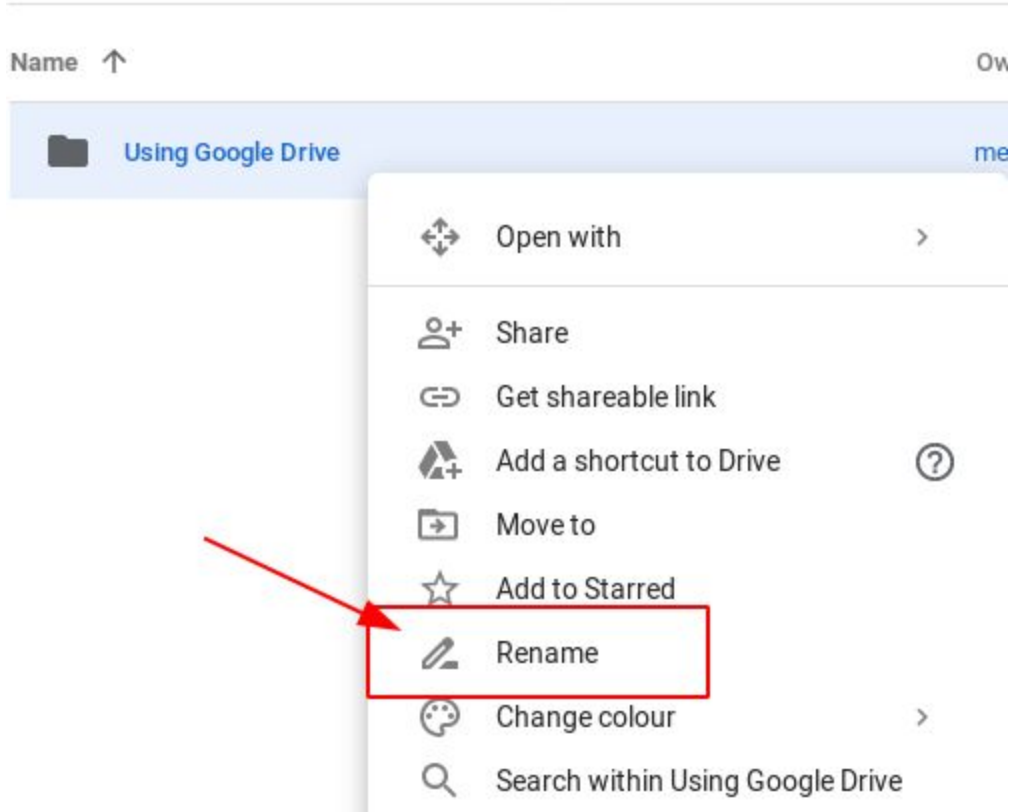 Name
Ow
Using Google Drive
me
Open with
Share
Get shareable link
Add a shortcut to Drive
Move to
Add to Starred
Rename
Change colour
Search within Using Google Drive